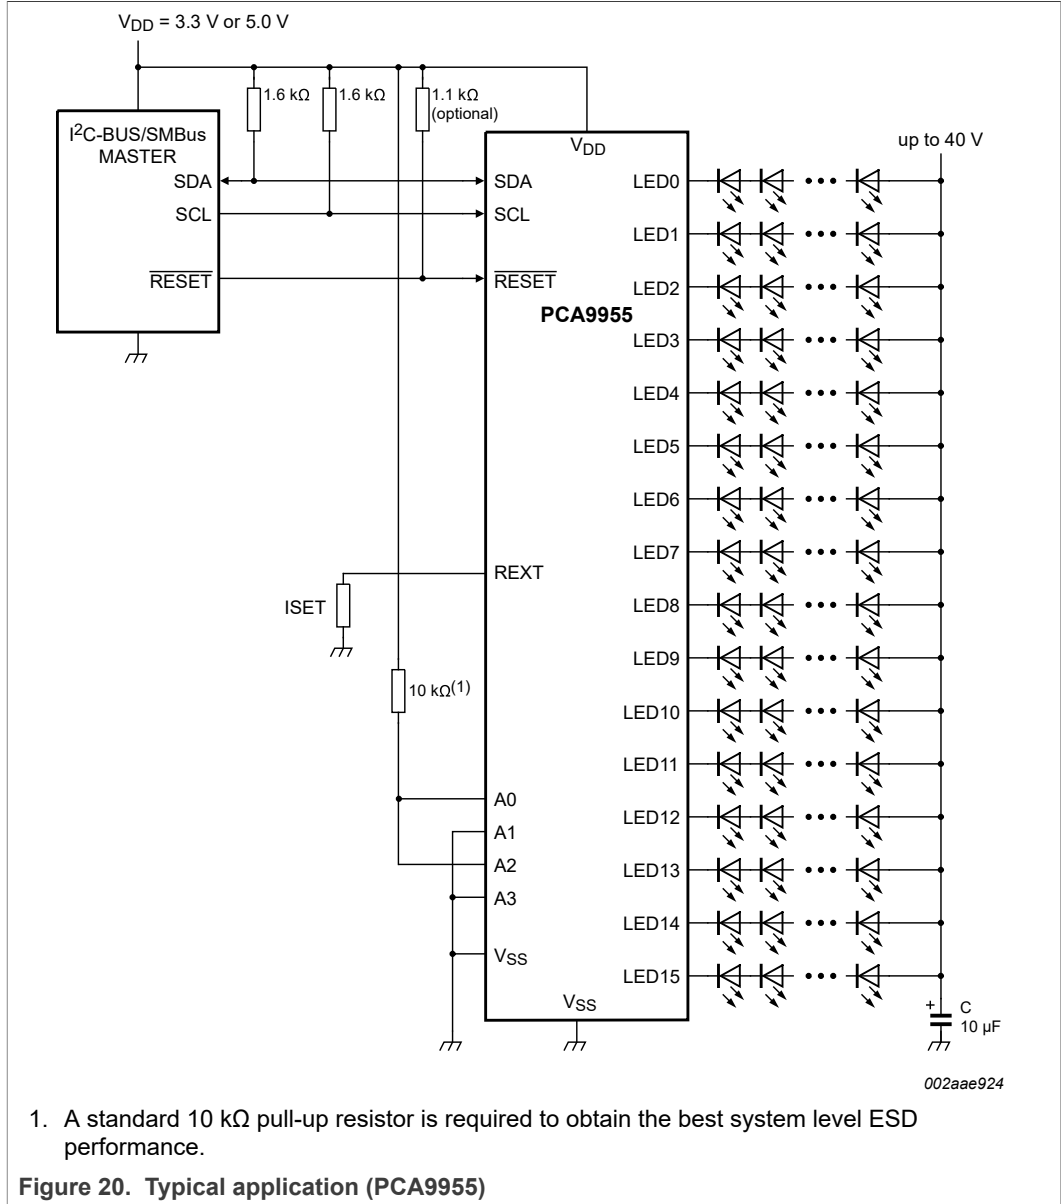 VDD = 3.3 V or 5.0 V
1.6 kΩ
1.6 kΩ
1.1 kΩ
(optional)
I2C-BUS/SMBus
MASTER
SDA
SCL
RESET
VDD
SDA
SCL
RESET
PCA9955
up to 40 V
LED0
LED1
LED2
LED3
LED4
LED5
LED6
LED7
LED8
LED9
LED10
LED11
LED12
LED13
LED14
LED15
REXT
ISET
10 kΩ(1)
A0
A1
A2
A3
VSS
VSS
+
C
10 µF
002aae924
1. A standard 10 kΩ pull-up resistor is required to obtain the best system level ESD
performance.
Figure 20. Typical application (PCA9955)